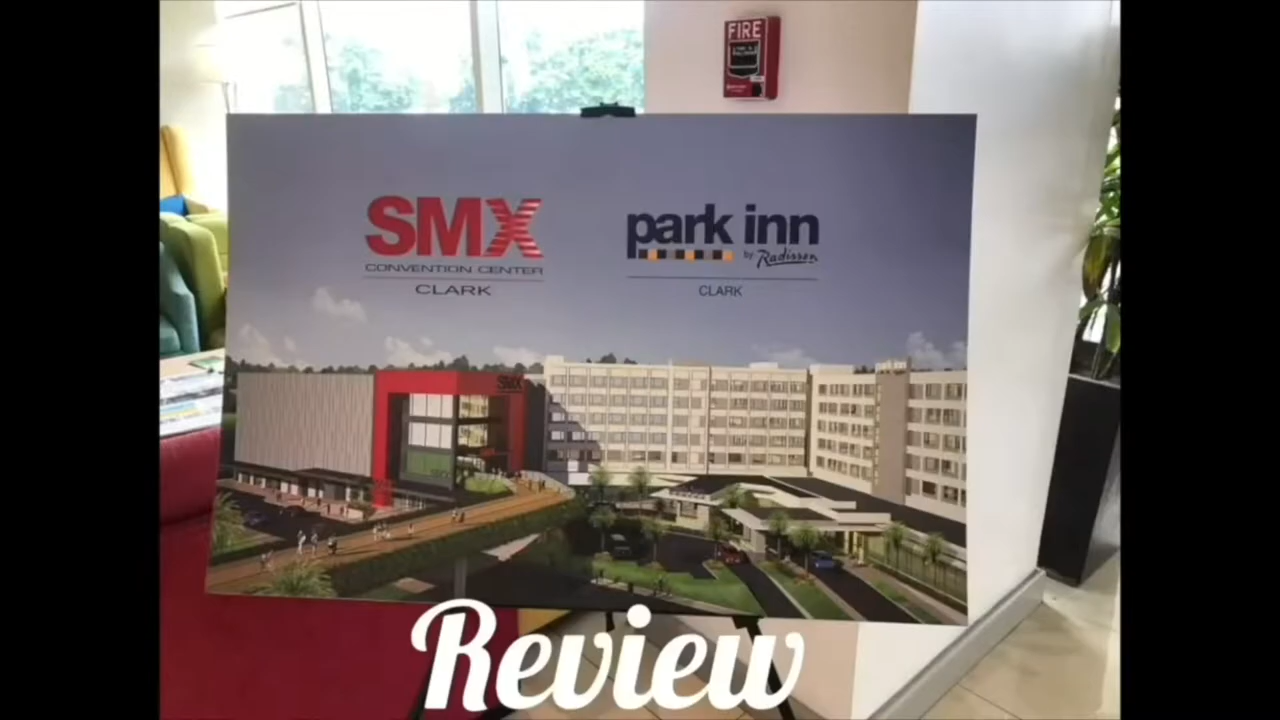 FIRE
SMX
CONVENTION CENTER
CLARK
park inn
by Radisson
CLARK
SMX
Review